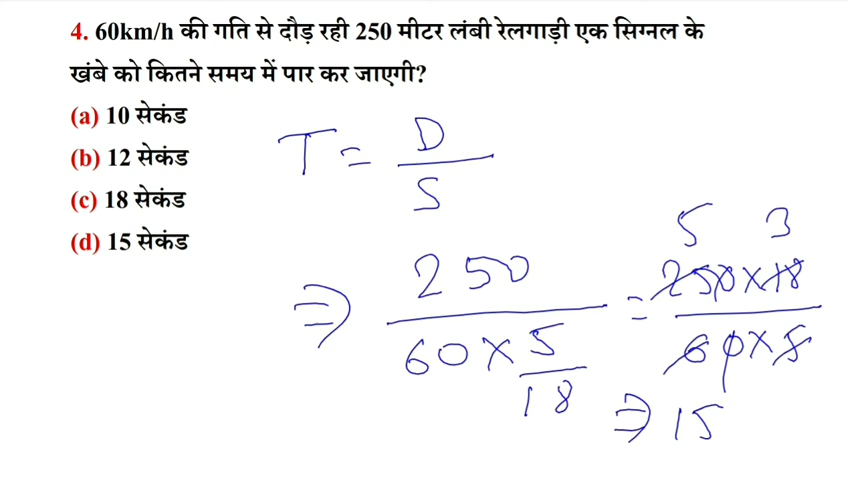 4. 60km/h की गति से दौड़ रही 250 मीटर लंबी रेलगाड़ी एक सिग्नल के
खंबे को कितने समय में पार कर जाएगी?
(a) 10 सेकंड
(b) 12 सेकंड
(c) 18 सेकंड
(d) 15 सेकंड
T = D
S
5 3
⇒ 250 = 250×18
60 × 5 60×5
18
⇒ 15